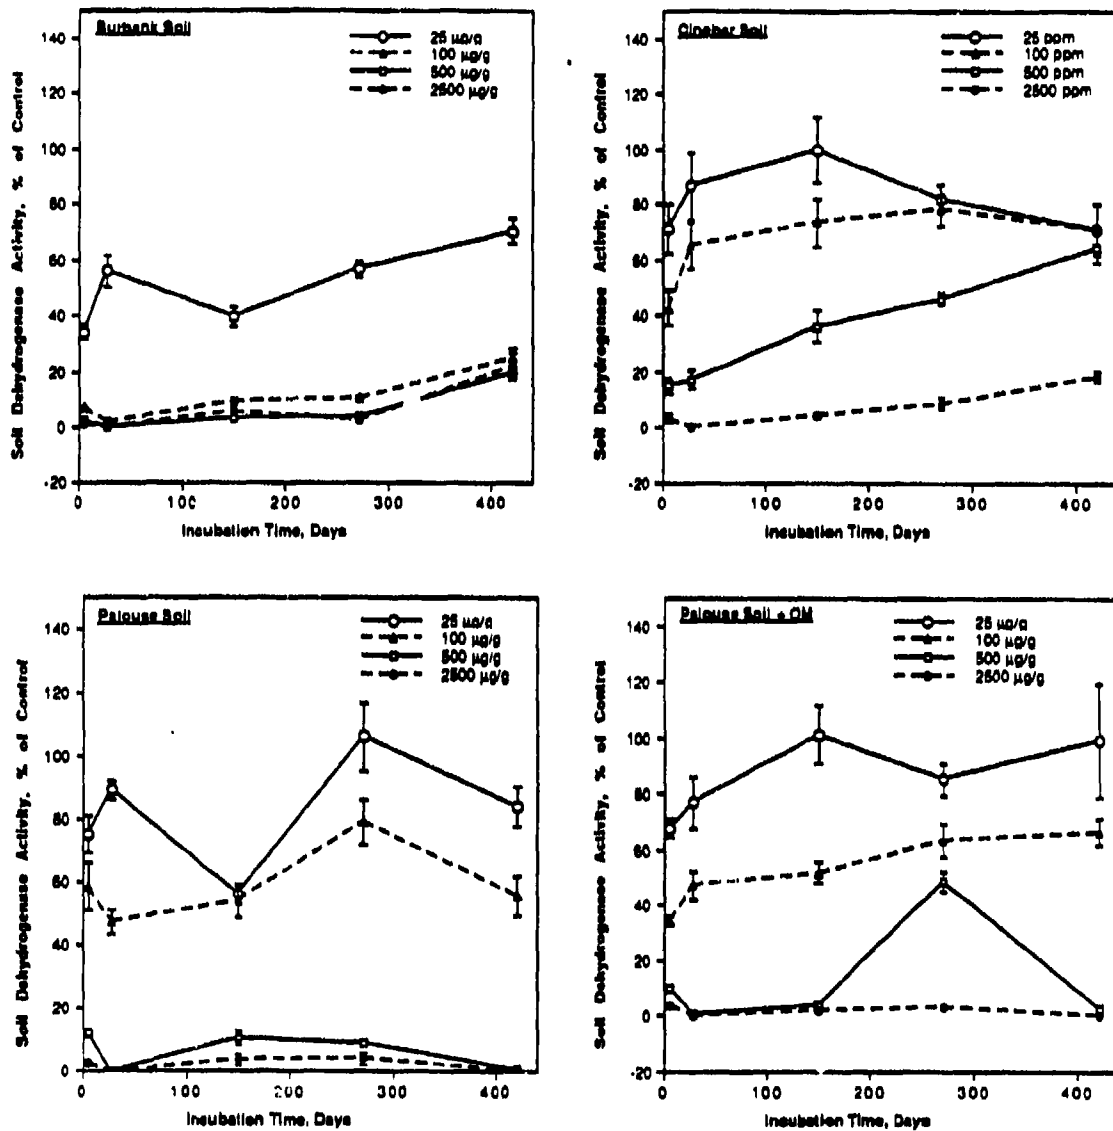 Burbank Soil
25 µg/g
100 µg/g
500 µg/g
2500 µg/g
Soil Dehydrogenase Activity, % of Control
140
120
100
80
60
40
20
0
-20
0 100 200 300 400
Incubation Time, Days
Cinebar Soil
25 ppm
100 ppm
500 ppm
2500 ppm
Soil Dehydrogenase Activity, % of Control
140
120
100
80
60
40
20
0
-20
0 100 200 300 400
Incubation Time, Days
Palouse Soil
25 µg/g
100 µg/g
500 µg/g
2500 µg/g
Soil Dehydrogenase Activity, % of Control
140
120
100
80
60
40
20
0
0 100 200 300 400
Incubation Time, Days
Palouse Soil + OM
25 µg/g
100 µg/g
500 µg/g
2500 µg/g
Soil Dehydrogenase Activity, % of Control
140
120
100
80
60
40
20
0
-20
0 100 200 300 400
Incubation Time, Days